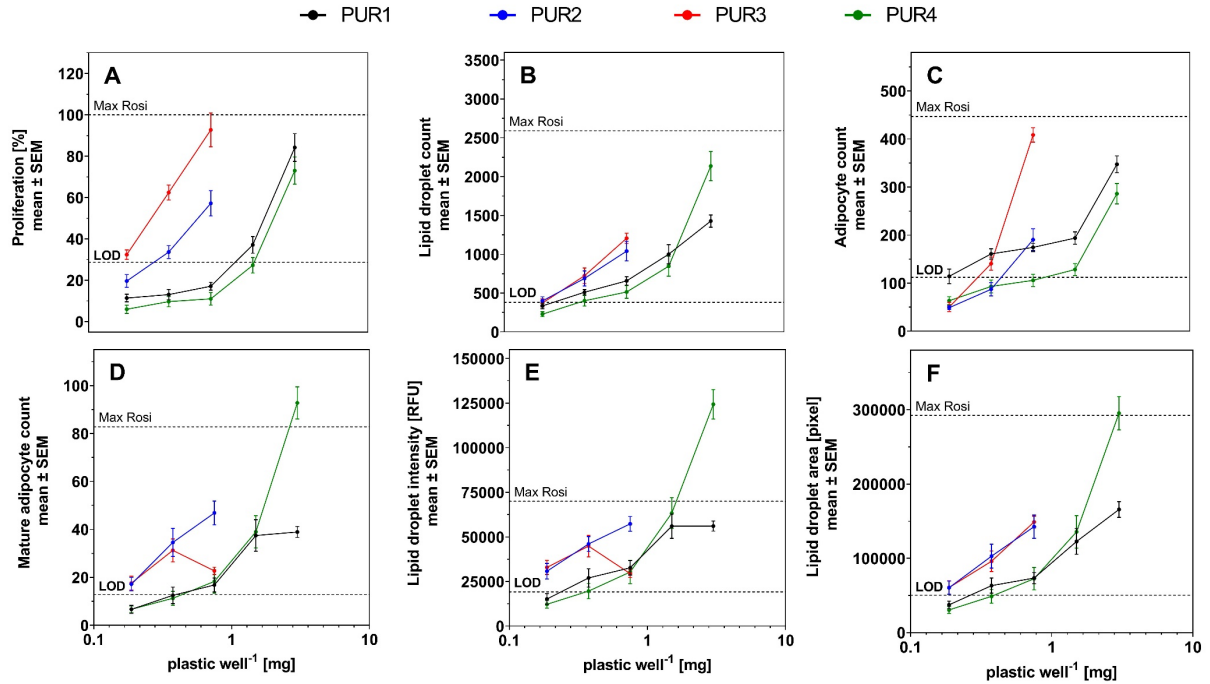 PUR1 PUR2 PUR3 PUR4
A
Proliferation [%]
mean ± SEM
120
100
80
60
40
20
0
Max Rosi
LOD
B
Lipid droplet count
mean ± SEM
3500
3000
2500
2000
1500
1000
500
0
Max Rosi
LOD
C
Adipocyte count
mean ± SEM
500
400
300
200
100
0
Max Rosi
LOD
D
Mature adipocyte count
mean ± SEM
100
80
60
40
20
0
Max Rosi
LOD
0.1 1 10
plastic well-1 [mg]
E
Lipid droplet intensity [RFU]
mean ± SEM
150000
125000
100000
75000
50000
25000
0
Max Rosi
LOD
0.1 1 10
plastic well-1 [mg]
F
Lipid droplet area [pixel]
mean ± SEM
300000
200000
100000
0
Max Rosi
LOD
0.1 1 10
plastic well-1 [mg]